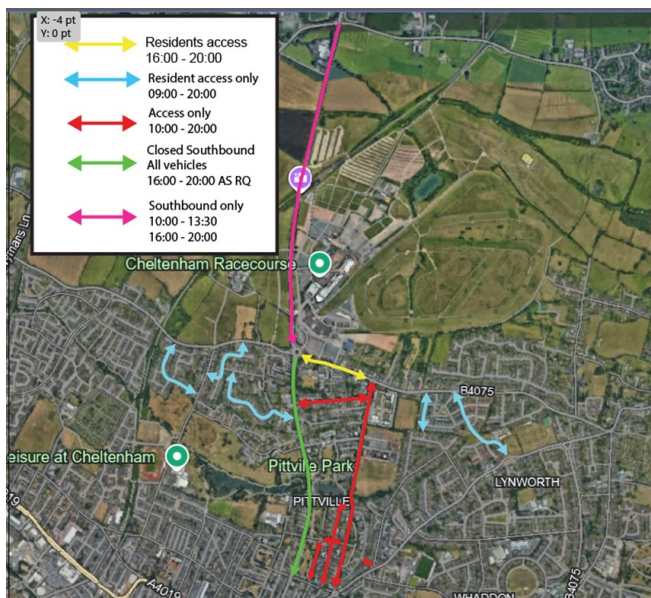 X: -4 pt
Y: 0 pt
Residents access
16:00 - 20:00
Resident access only
09:00 - 20:00
Access only
10:00 - 20:00
Closed Southbound
All vehicles
16:00 - 20:00 AS RQ
Southbound only
10:00 - 13:30
16:00 - 20:00
ymans Ln
Cheltenham Racecourse
B4075
eisure at Cheltenham
Pittville Park
LYNWORTH
PITTVILLE
A4019
WHADDON
B4075